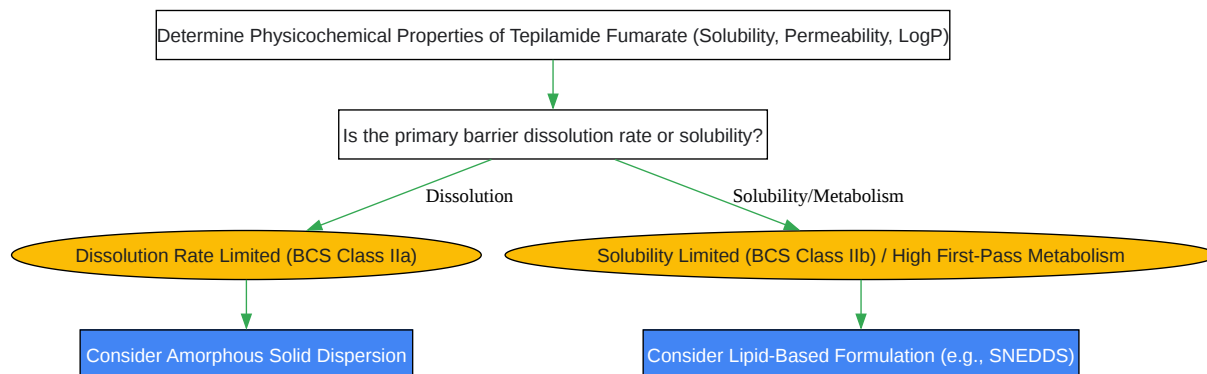 Determine Physicochemical Properties of Tepilamide Fumarate (Solubility, Permeability, LogP)
Is the primary barrier dissolution rate or solubility?
Dissolution
Solubility/Metabolism
Dissolution Rate Limited (BCS Class IIa)
Solubility Limited (BCS Class IIb) / High First-Pass Metabolism
Consider Amorphous Solid Dispersion
Consider Lipid-Based Formulation (e.g., SNEDDS)